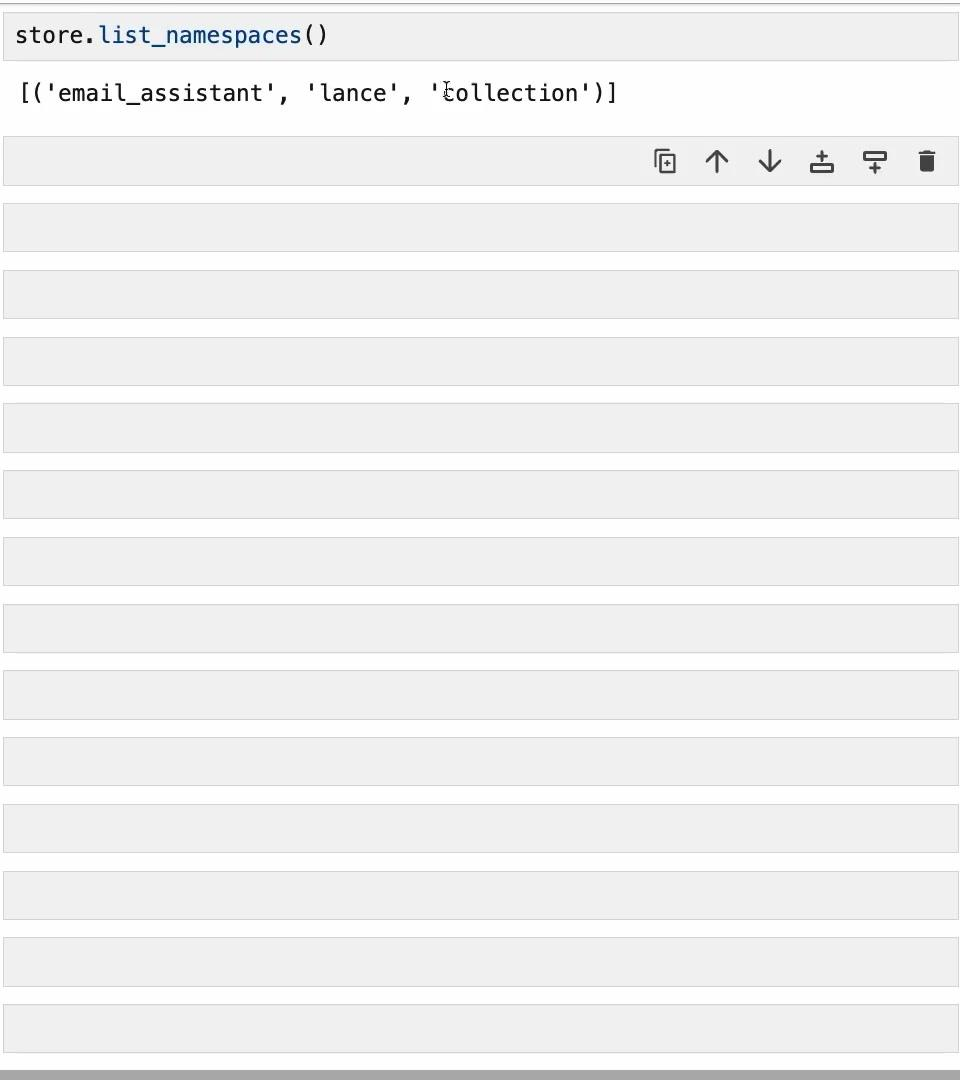 store.list_namespaces()
[('email_assistant', 'lance', 'collection')]